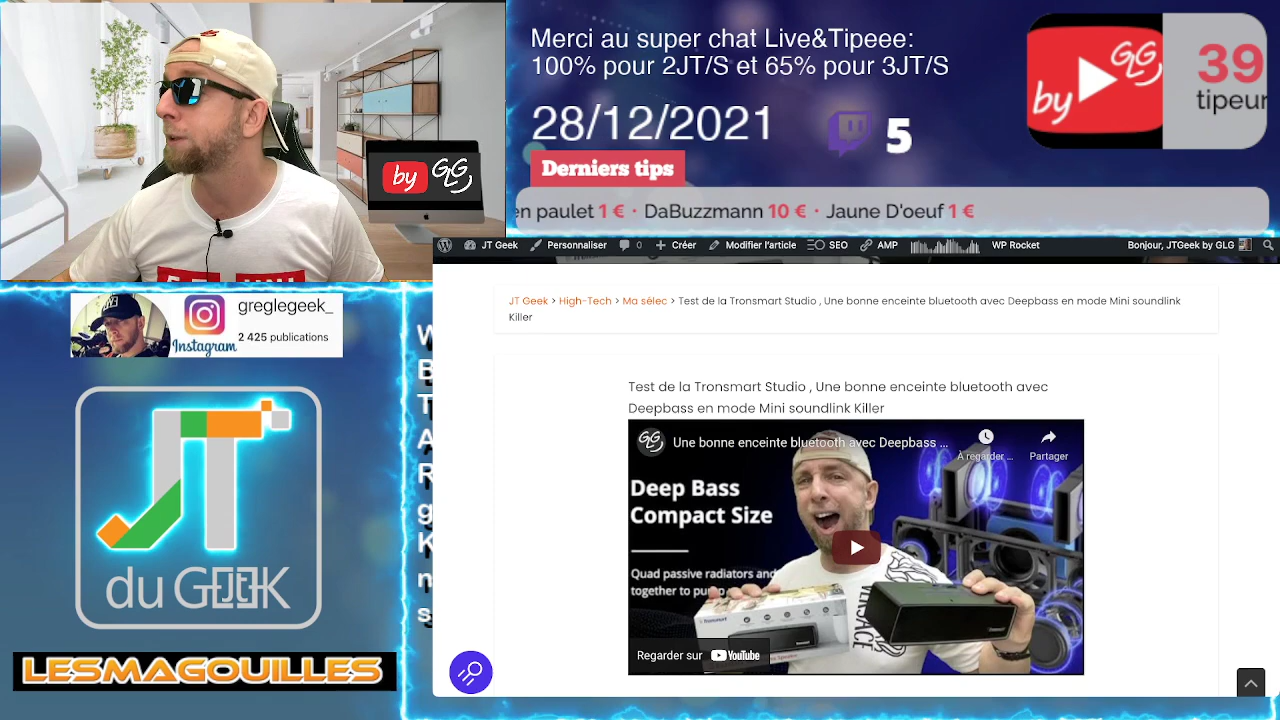 Merci au super chat Live&Tipeee:
100% pour 2JT/S et 65% pour 3JT/S
28/12/2021
5
by GLG
39
tipeur
Derniers tips
en paulet 1 € · DaBuzzmann 10 € · Jaune D'oeuf 1 €
by GLG
JT Geek Personnaliser 0 Créer Modifier l'article SEO AMP WP Rocket Bonjour, JTGeek by GLG
greglegeek_
Instagram
2 425 publications
JT
du GEEK
LESMAGOUILLES
W
B
T
A
R
g
K
n
s
JT Geek > High-Tech > Ma sélec > Test de la Tronsmart Studio , Une bonne enceinte bluetooth avec Deepbass en mode Mini soundlink
Killer
Test de la Tronsmart Studio , Une bonne enceinte bluetooth avec
Deepbass en mode Mini soundlink Killer
GLG
Une bonne enceinte bluetooth avec Deepbass ...
À regarder ...
Partager
Deep Bass
Compact Size
Quad passive radiators and
together to pump
Tronsmart
VERSACE
Regarder sur YouTube